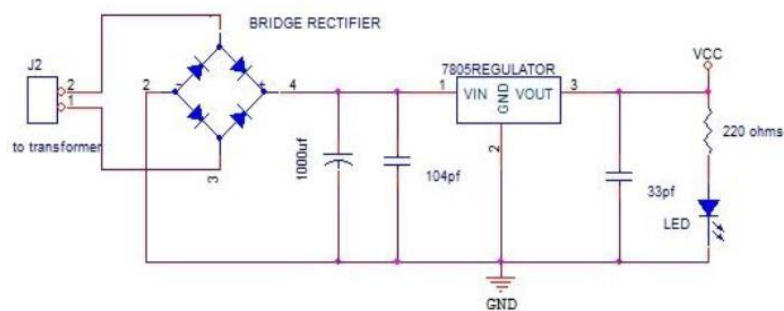 BRIDGE RECTIFIER
J2
2
1
to transformer
2
-
+
4
3
1000uf
104pf
1
7805REGULATOR
VIN
GND
VOUT
3
2
GND
33pf
VCC
220 ohms
LED